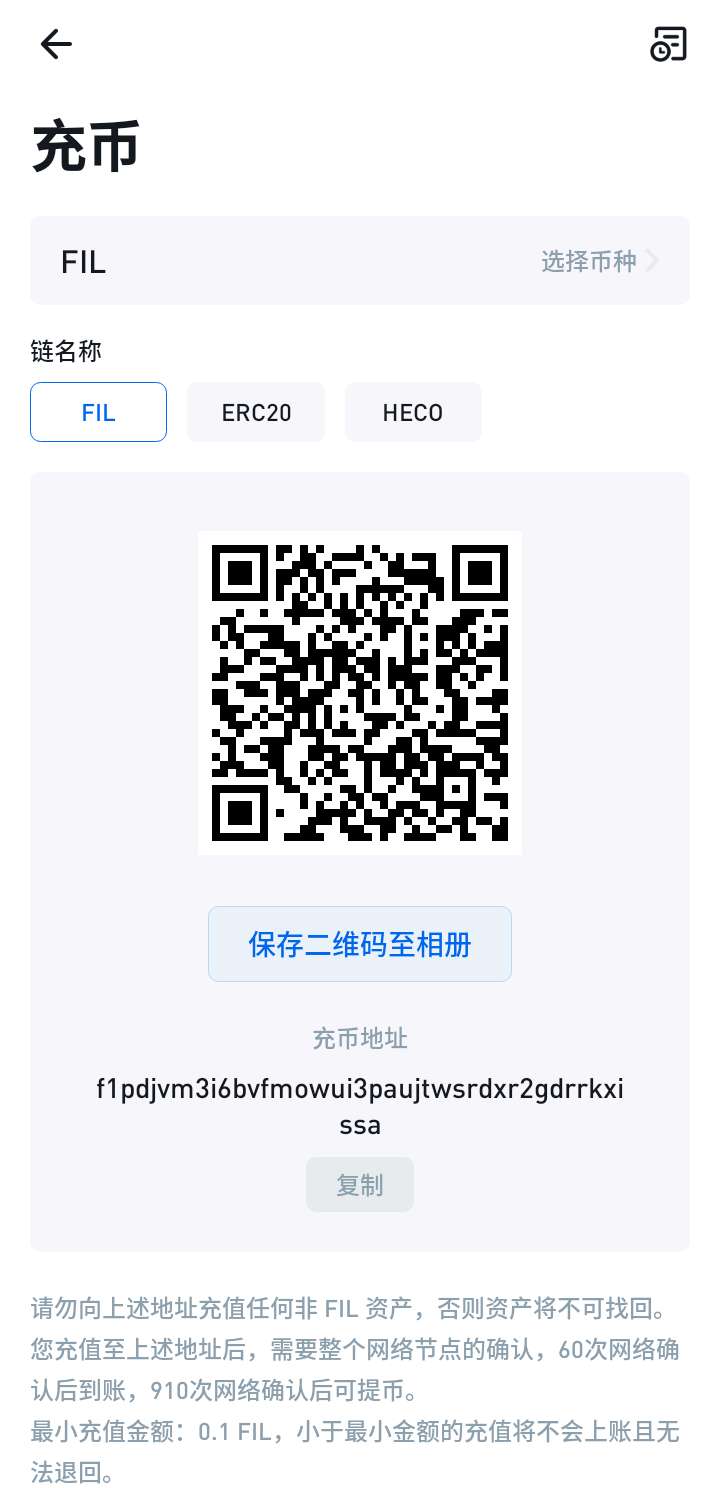 充币
FIL
选择币种
链名称
FIL
ERC20
HECO
保存二维码至相册
充币地址
f1pdjvm3i6bvfmowui3paujtwsrdxr2gdrrkxi
ssa
复制
请勿向上述地址充值任何非 FIL 资产，否则资产将不可找回。
您充值至上述地址后，需要整个网络节点的确认，60次网络确
认后到账，910次网络确认后可提币。
最小充值金额：0.1 FIL，小于最小金额的充值将不会上账且无
法退回。